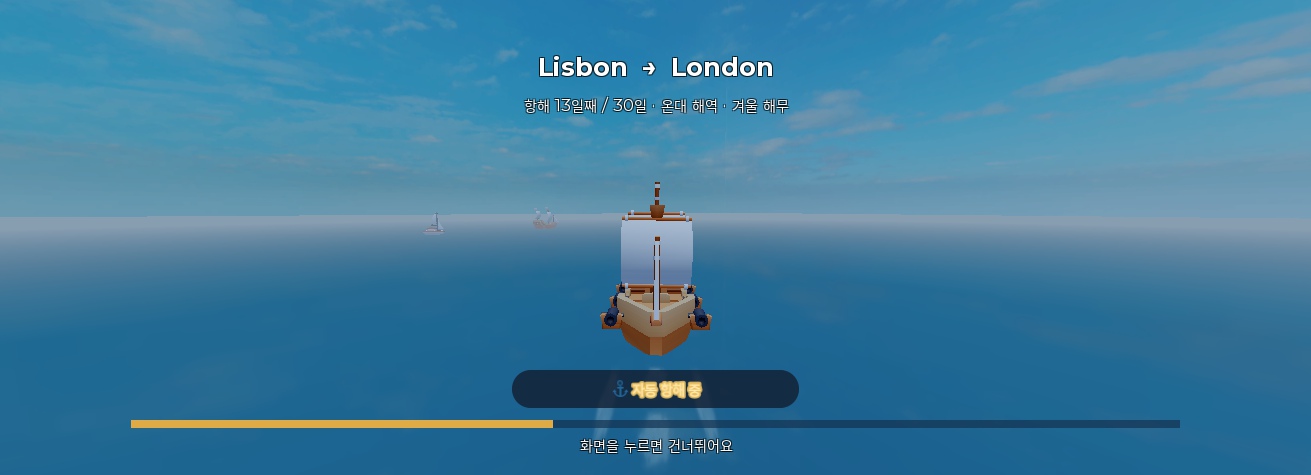 Lisbon → London
항해 13일째 / 30일 · 온대 해역 · 겨울 해무
⚓ 자동 항해 중
화면을 누르면 건너뛰어요